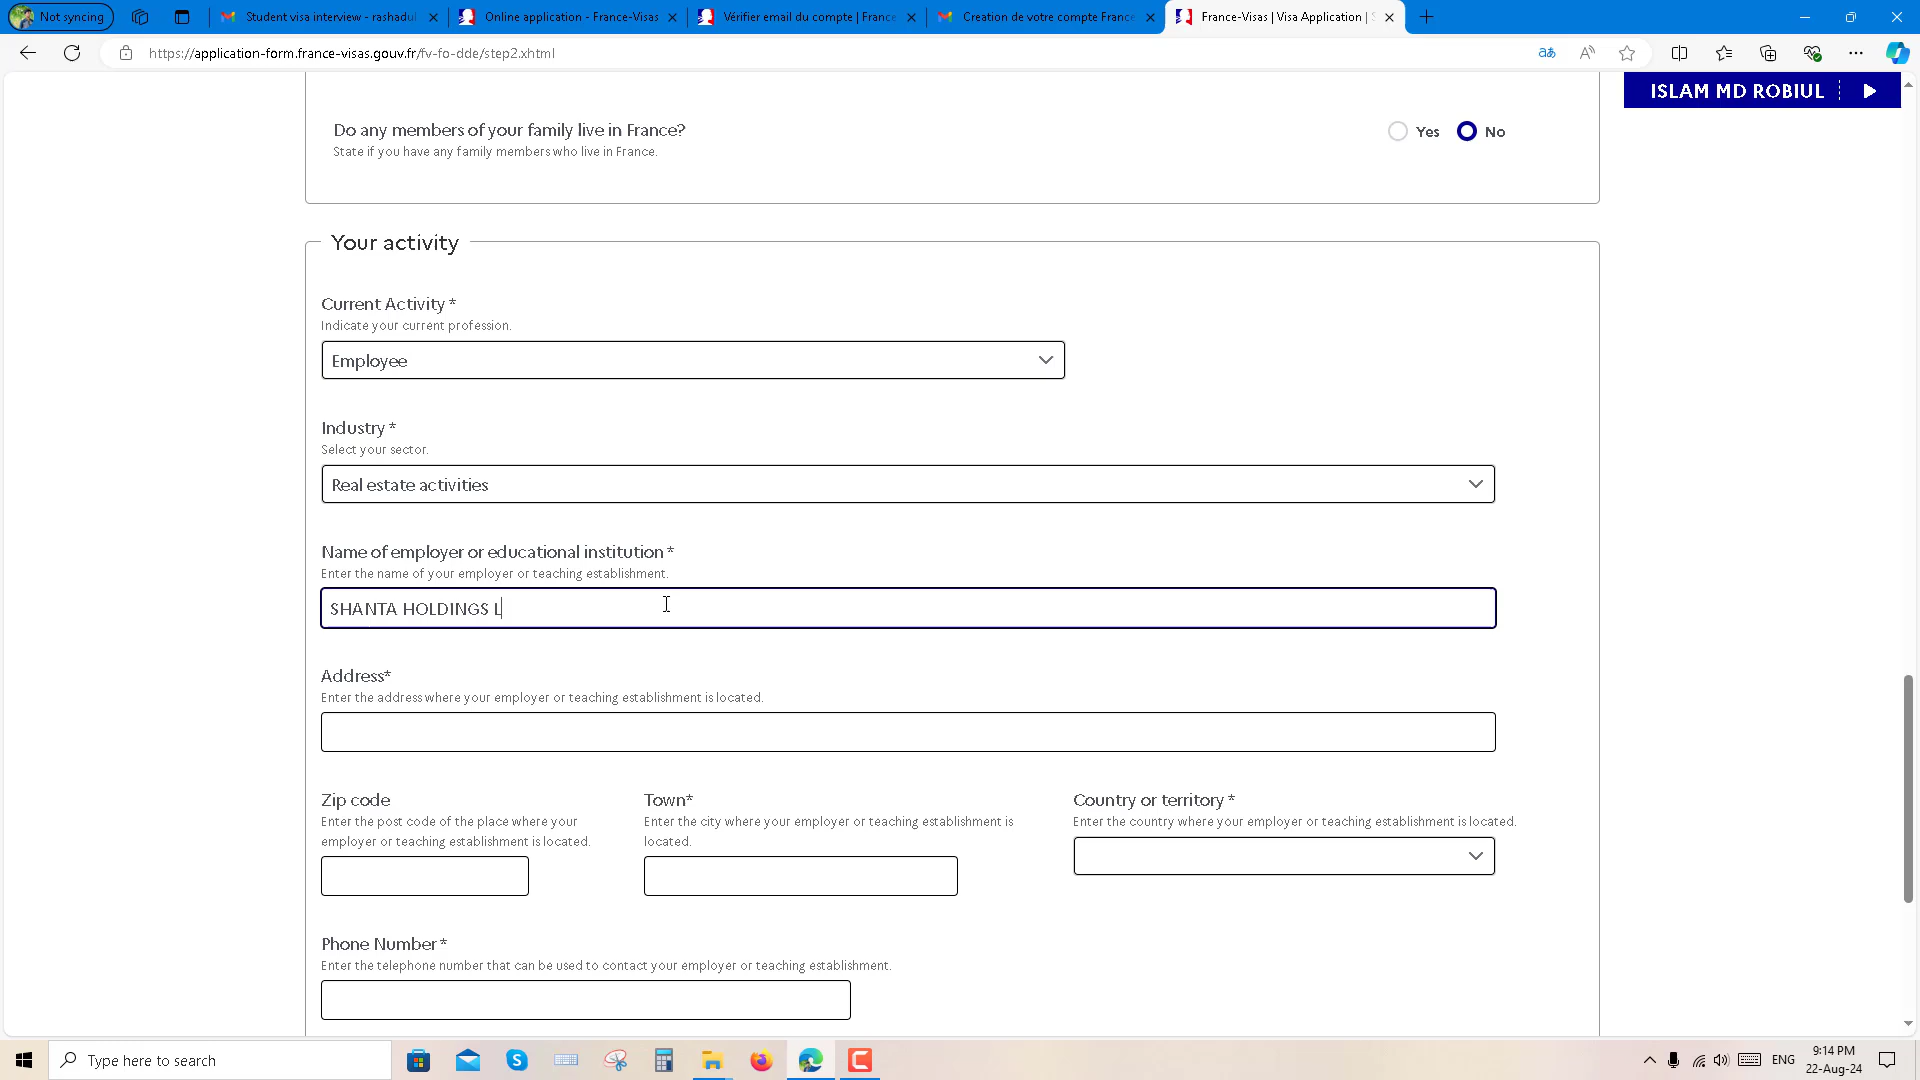 Not syncing
Student visa interview - rashadul
Online application - France-Visas
Vérifier email du compte | France
Creation de votre compte France
France-Visas | Visa Application |
https://application-form.france-visas.gouv.fr/fv-fo-dde/step2.xhtml
ISLAM MD ROBIUL
Do any members of your family live in France?
State if you have any family members who live in France.
Yes No
Your activity
Current Activity *
Indicate your current profession.
Employee
Industry *
Select your sector.
Real estate activities
Name of employer or educational institution *
Enter the name of your employer or teaching establishment.
SHANTA HOLDINGS L
Address*
Enter the address where your employer or teaching establishment is located.
Zip code
Enter the post code of the place where your
employer or teaching establishment is located.
Town*
Enter the city where your employer or teaching establishment is
located.
Country or territory *
Enter the country where your employer or teaching establishment is located.
Phone Number *
Enter the telephone number that can be used to contact your employer or teaching establishment.
Type here to search
ENG
9:14 PM
22-Aug-24